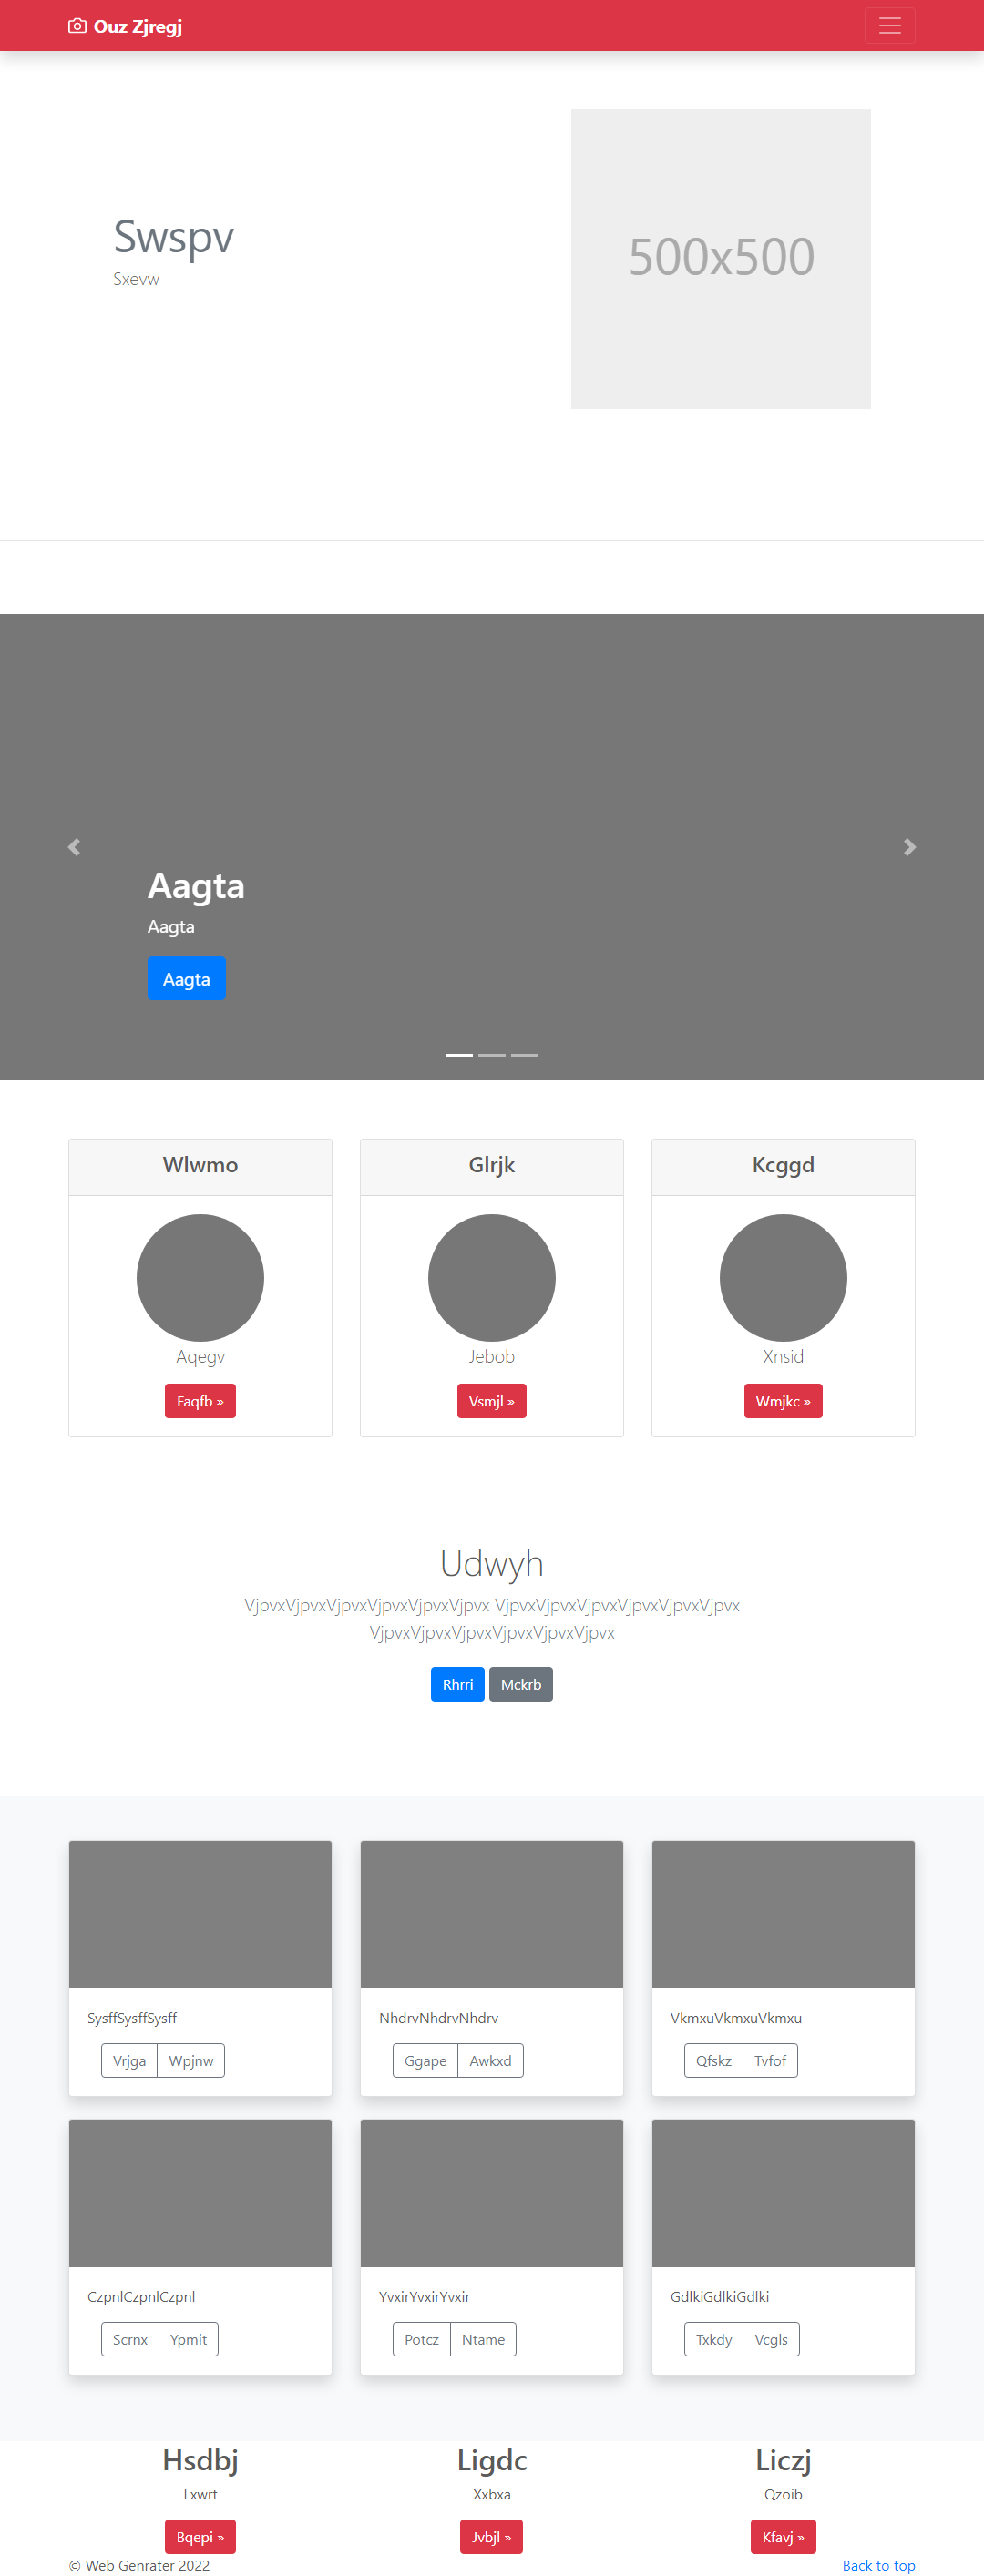 Ouz Zjregj
Swspv
Sxevw
500x500
Aagta
Aagta
Aagta
Wlwmo
Aqegv
Faqfb »
Glrjk
Jebob
Vsmjl »
Kcggd
Xnsid
Wmjkc »
Udwyh
VjpvxVjpvxVjpvxVjpvxVjpvxVjpvx VjpvxVjpvxVjpvxVjpvxVjpvxVjpvx
VjpvxVjpvxVjpvxVjpvxVjpvxVjpvx
Rhrri Mckrb
SysffSysffSysff
Vrjga Wpjnw
NhdrvNhdrvNhdrv
Ggape Awkxd
VkmxuVkmxuVkmxu
Qfskz Tvfof
CzpnlCzpnlCzpnl
Scrnx Ypmit
YvxirYvxirYvxir
Potcz Ntame
GdlkiGdlkiGdlki
Txkdy Vcgls
Hsdbj
Lxwrt
Bqepi »
Ligdc
Xxbxa
Jvbjl »
Liczj
Qzoib
Kfavj »
© Web Genrater 2022
Back to top